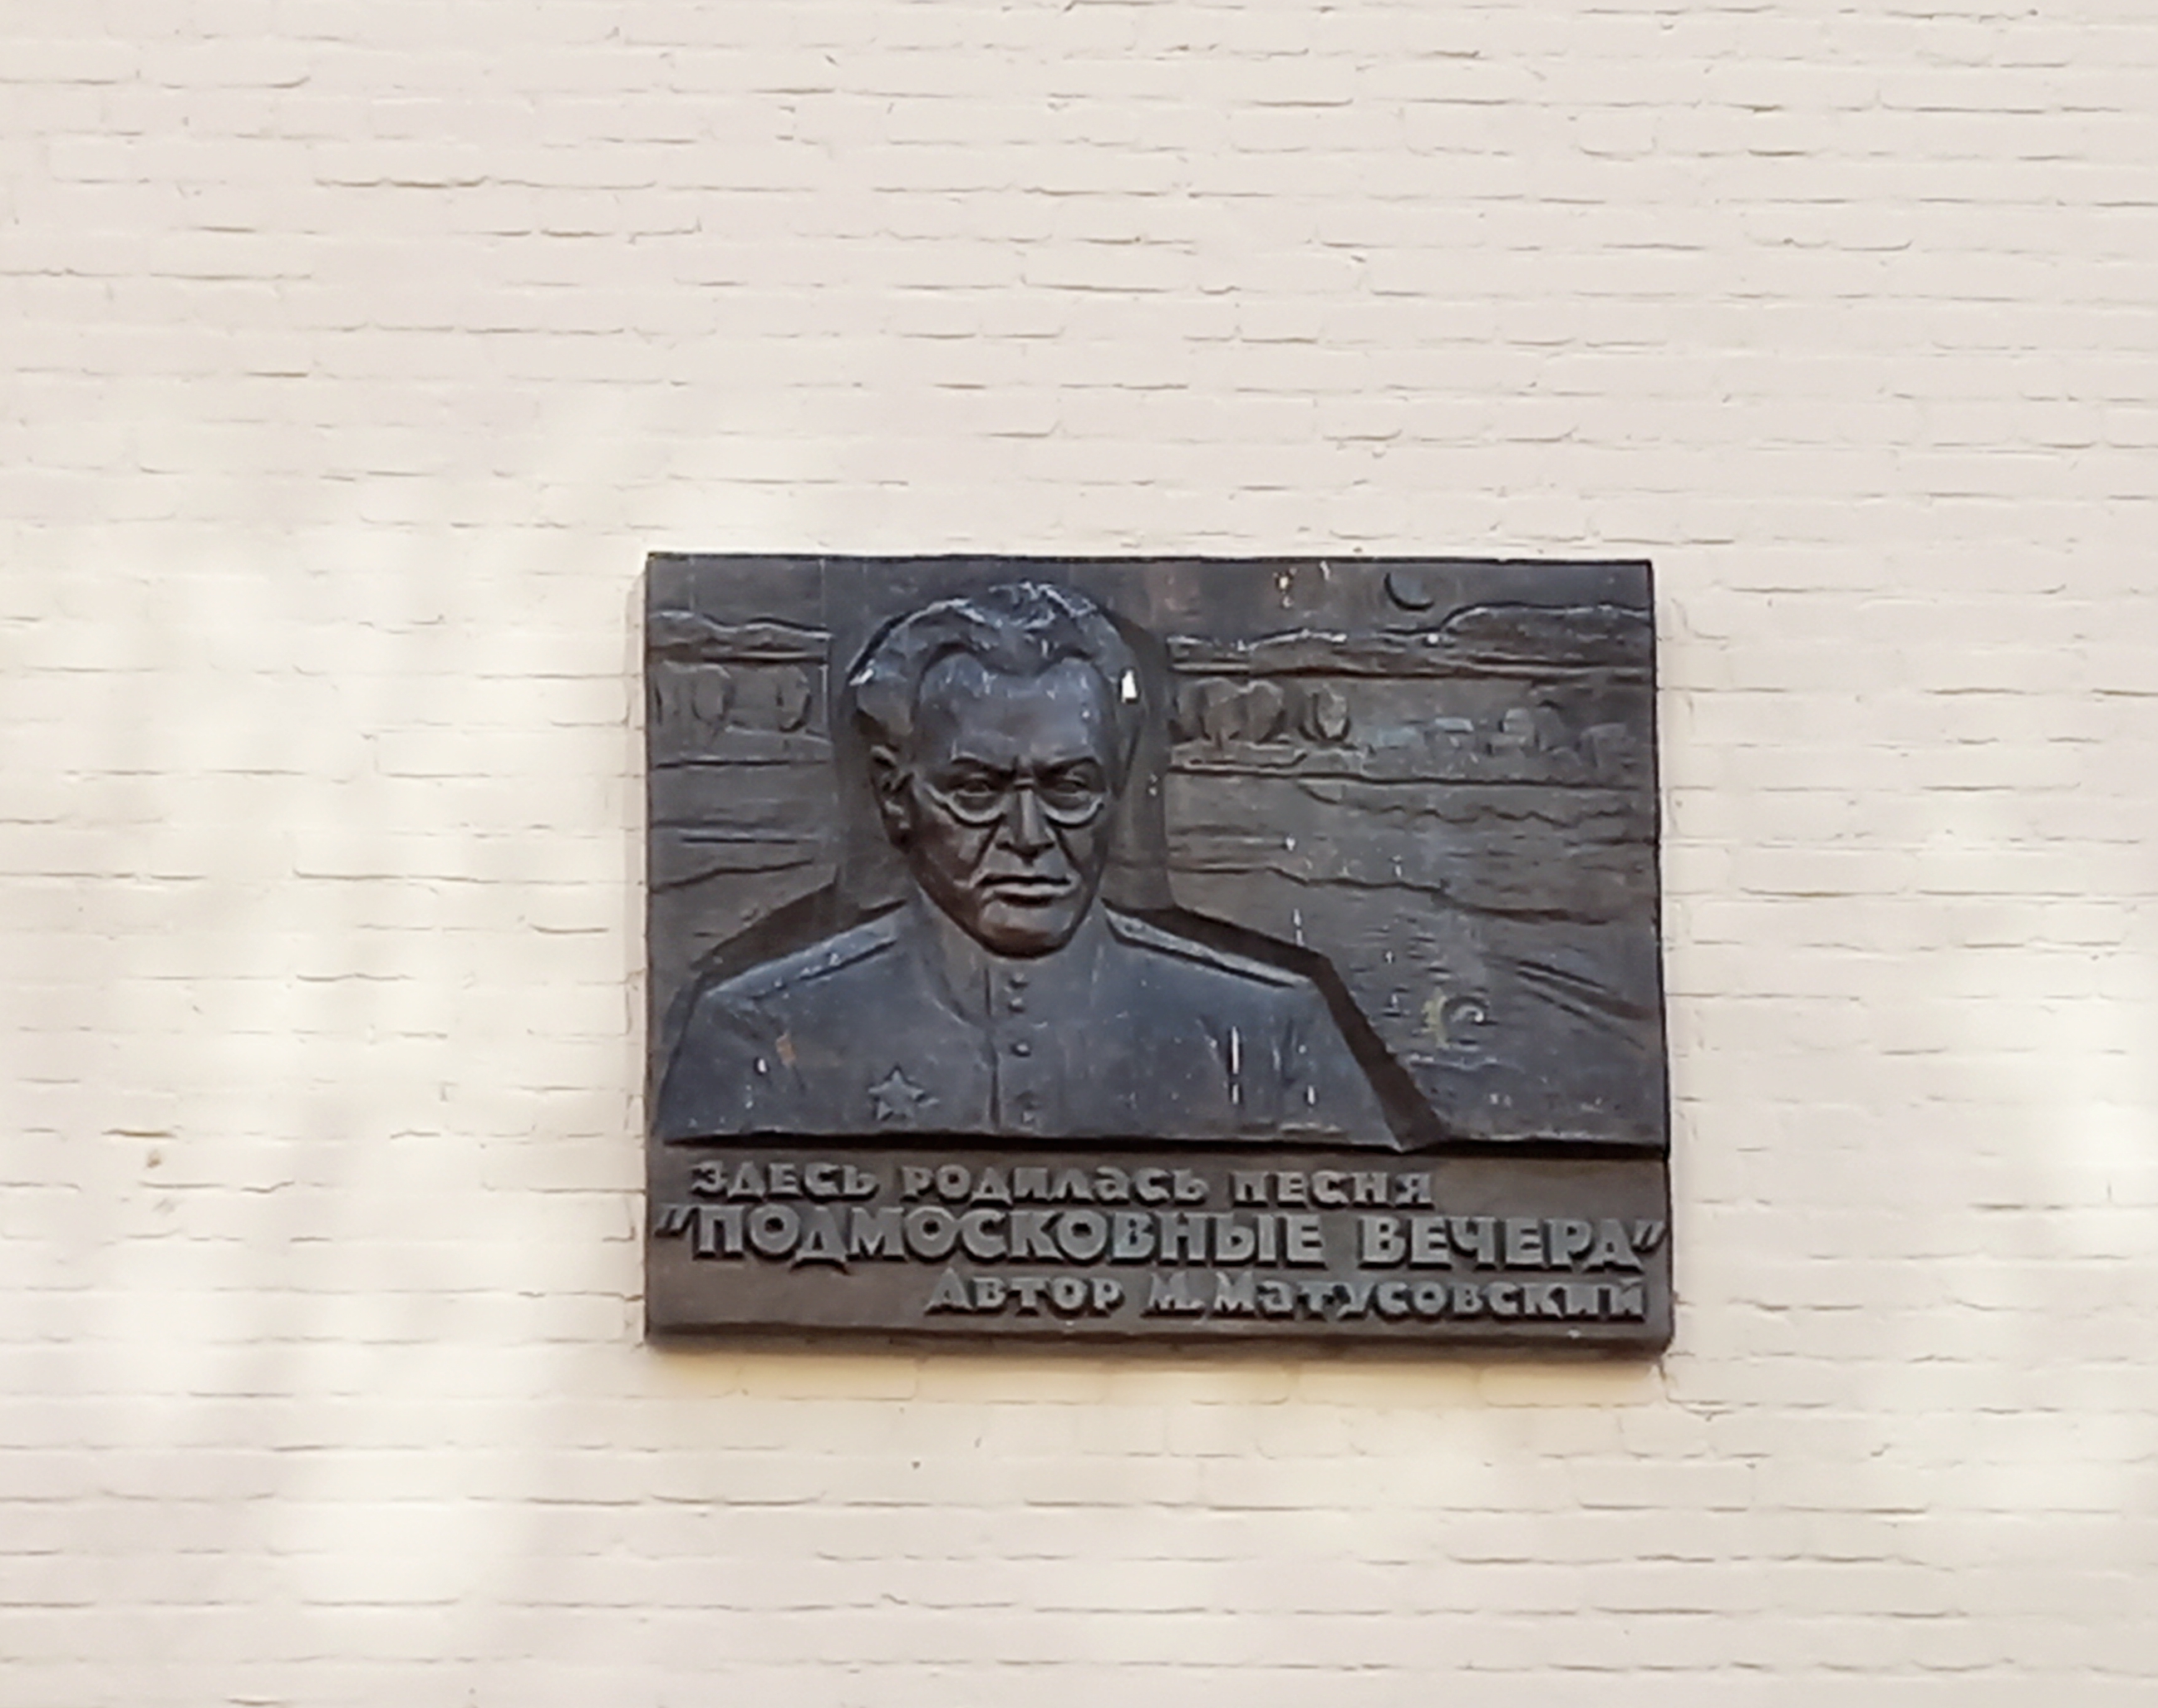 ЗДЕСЬ РОДИЛАСЬ ПЕСНЯ
"ПОДМОСКОВНЫЕ ВЕЧЕРА"
АВТОР М. МАТУСОВСКИЙ